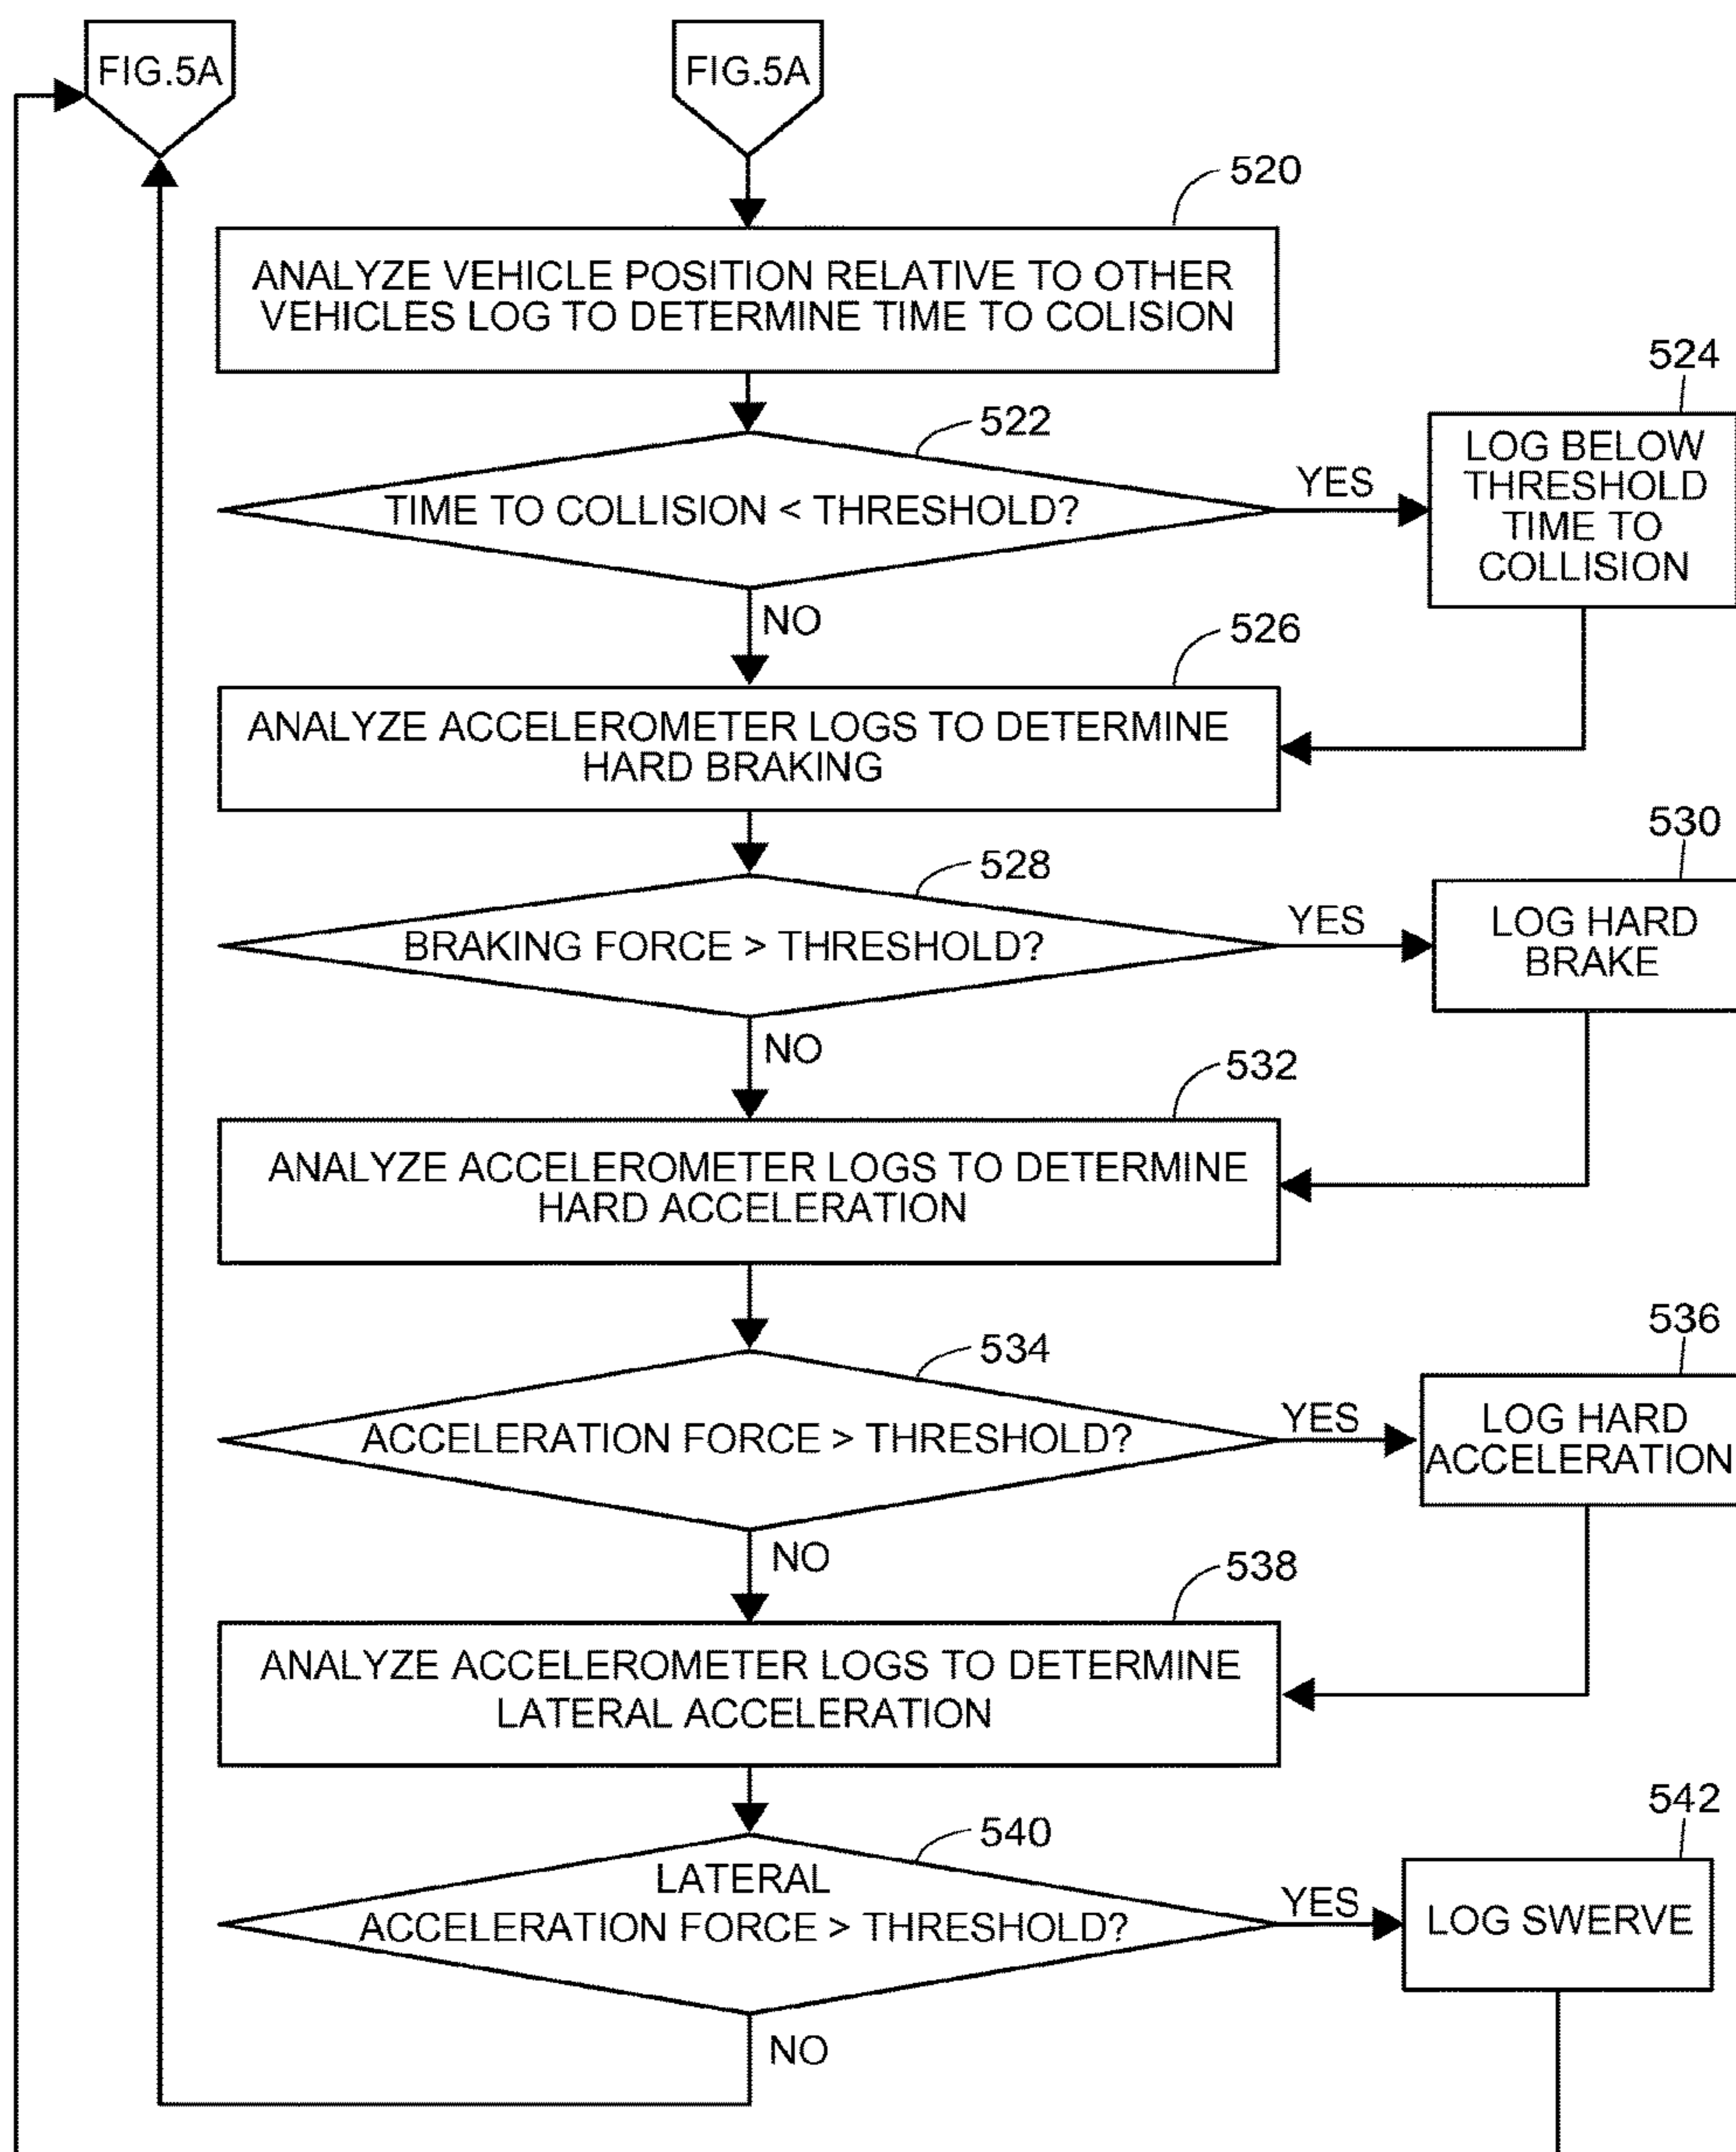 FIG.5A
FIG.5A
520
ANALYZE VEHICLE POSITION RELATIVE TO OTHER
VEHICLES LOG TO DETERMINE TIME TO COLISION
522
TIME TO COLLISION < THRESHOLD?
YES
524
LOG BELOW
THRESHOLD
TIME TO
COLLISION
NO
526
ANALYZE ACCELEROMETER LOGS TO DETERMINE
HARD BRAKING
528
BRAKING FORCE > THRESHOLD?
YES
530
LOG HARD
BRAKE
NO
532
ANALYZE ACCELEROMETER LOGS TO DETERMINE
HARD ACCELERATION
534
ACCELERATION FORCE > THRESHOLD?
YES
536
LOG HARD
ACCELERATION
NO
538
ANALYZE ACCELEROMETER LOGS TO DETERMINE
LATERAL ACCELERATION
540
LATERAL
ACCELERATION FORCE > THRESHOLD?
YES
542
LOG SWERVE
NO